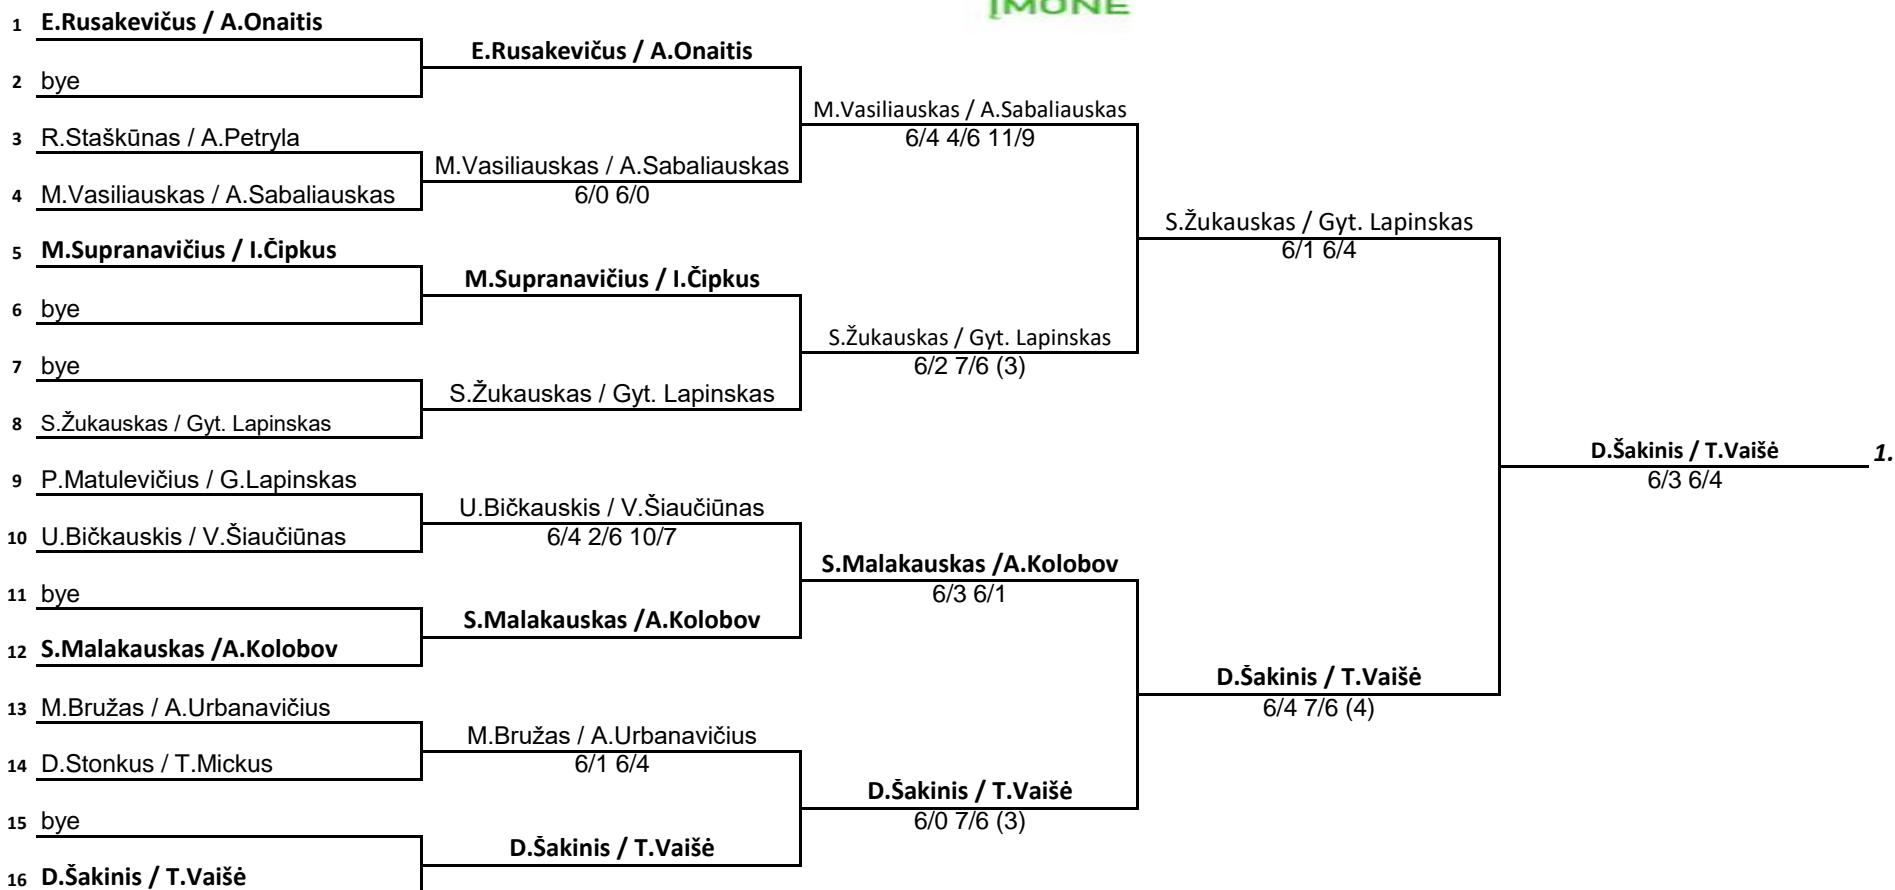 ĮMONĖ
1 E.Rusakevičus / A.Onaitis
E.Rusakevičus / A.Onaitis
2 bye
M.Vasiliauskas / A.Sabaliauskas
6/4 4/6 11/9
3 R.Staškūnas / A.Petryla
M.Vasiliauskas / A.Sabaliauskas
6/0 6/0
4 M.Vasiliauskas / A.Sabaliauskas
S.Žukauskas / Gyt. Lapinskas
6/1 6/4
5 M.Supranavičius / I.Čipkus
M.Supranavičius / I.Čipkus
6 bye
S.Žukauskas / Gyt. Lapinskas
6/2 7/6 (3)
7 bye
S.Žukauskas / Gyt. Lapinskas
8 S.Žukauskas / Gyt. Lapinskas
D.Šakinis / T.Vaišė 1.
6/3 6/4
9 P.Matulevičius / G.Lapinskas
U.Bičkauskis / V.Šiaučiūnas
6/4 2/6 10/7
10 U.Bičkauskis / V.Šiaučiūnas
S.Malakauskas /A.Kolobov
6/3 6/1
11 bye
S.Malakauskas /A.Kolobov
12 S.Malakauskas /A.Kolobov
D.Šakinis / T.Vaišė
6/4 7/6 (4)
13 M.Bružas / A.Urbanavičius
M.Bružas / A.Urbanavičius
6/1 6/4
14 D.Stonkus / T.Mickus
D.Šakinis / T.Vaišė
6/0 7/6 (3)
15 bye
D.Šakinis / T.Vaišė
16 D.Šakinis / T.Vaišė